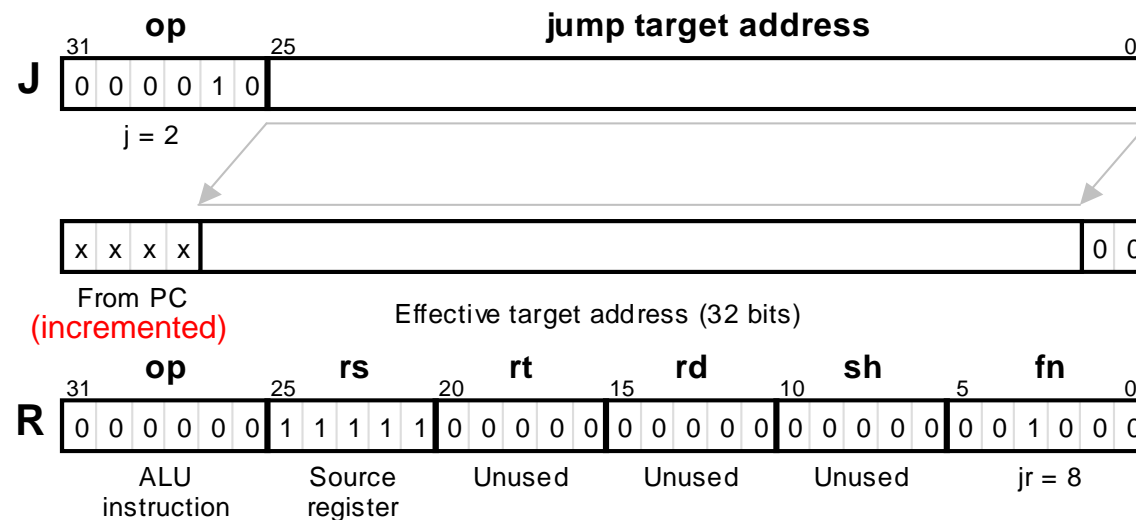 op jump target address
31 25 0
J 0 0 0 0 1 0
j = 2
x x x x 0 0
From PC
(incremented) Effective target address (32 bits)
op rs rt rd sh fn
31 25 20 15 10 5 0
R 0 0 0 0 0 0 1 1 1 1 1 0 0 0 0 0 0 0 0 0 0 0 0 0 0 0 0 0 1 0 0 0
ALU Source Unused Unused Unused jr = 8
instruction register